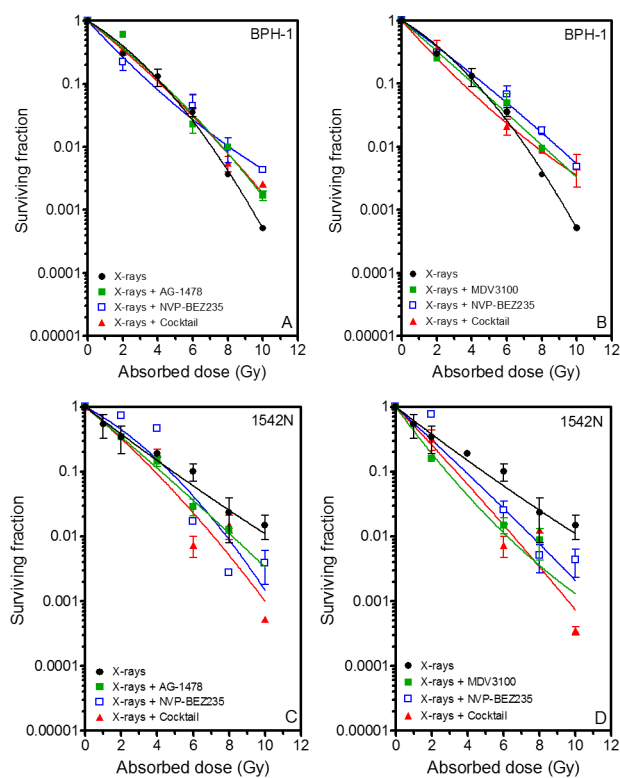 BPH-1
1
0.1
0.01
0.001
0.0001
0.00001
Surviving fraction
X-rays
X-rays + AG-1478
X-rays + NVP-BEZ235
X-rays + Cocktail
A
0 2 4 6 8 10 12
Absorbed dose (Gy)
BPH-1
1
0.1
0.01
0.001
0.0001
0.00001
Surviving fraction
X-rays
X-rays + MDV3100
X-rays + NVP-BEZ235
X-rays + Cocktail
B
0 2 4 6 8 10 12
Absorbed dose (Gy)
1542N
1
0.1
0.01
0.001
0.0001
0.00001
Surviving fraction
X-rays
X-rays + AG-1478
X-rays + NVP-BEZ235
X-rays + Cocktail
C
0 2 4 6 8 10 12
Absorbed dose (Gy)
1542N
1
0.1
0.01
0.001
0.0001
0.00001
Surviving fraction
X-rays
X-rays + MDV3100
X-rays + NVP-BEZ235
X-rays + Cocktail
D
0 2 4 6 8 10 12
Absorbed dose (Gy)